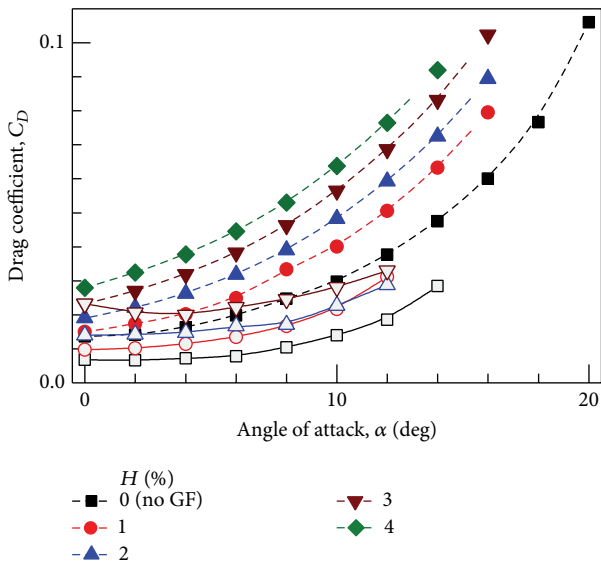 0.1
Drag coefficient, C_D
0.0
0 10 20
Angle of attack, α (deg)
H (%)
0 (no GF) 3
1 4
2